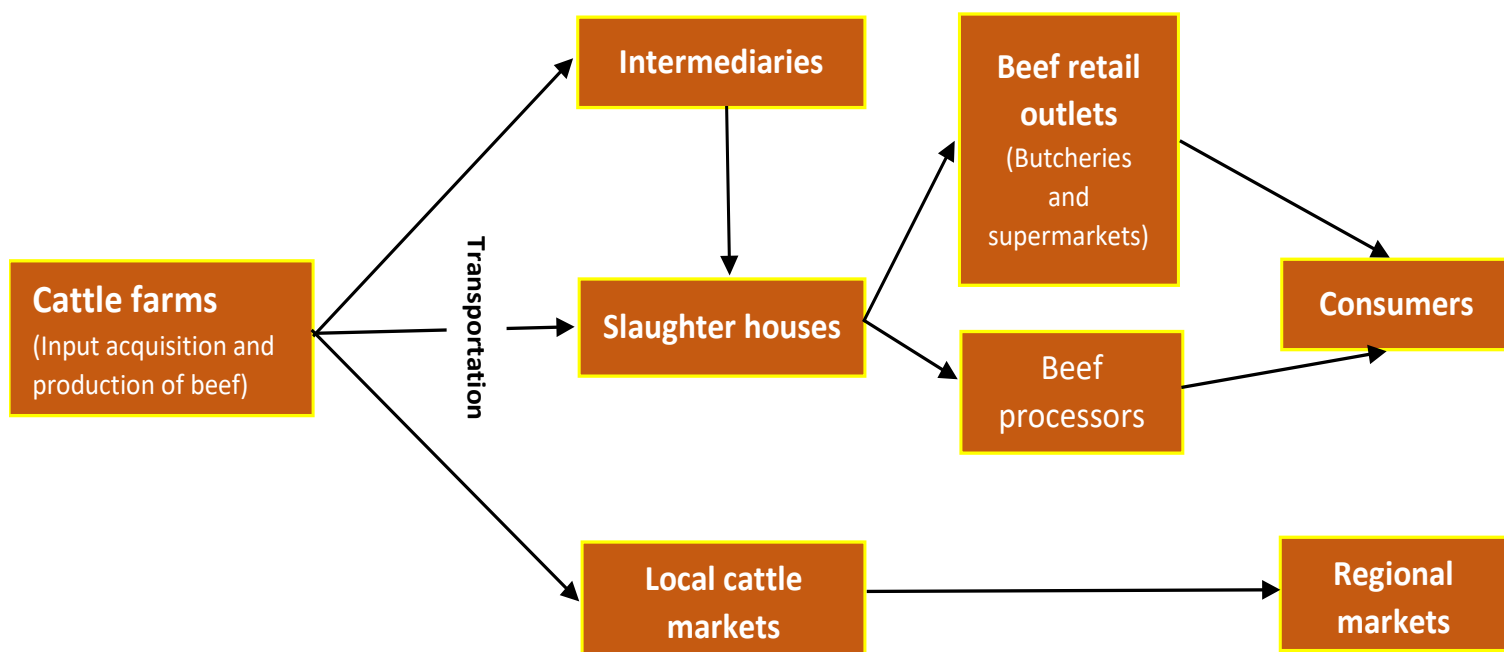 Cattle farms
(Input acquisition and
production of beef)
Transportation
Intermediaries
Slaughter houses
Local cattle
markets
Beef retail
outlets
(Butcheries
and
supermarkets)
Beef
processors
Consumers
Regional
markets